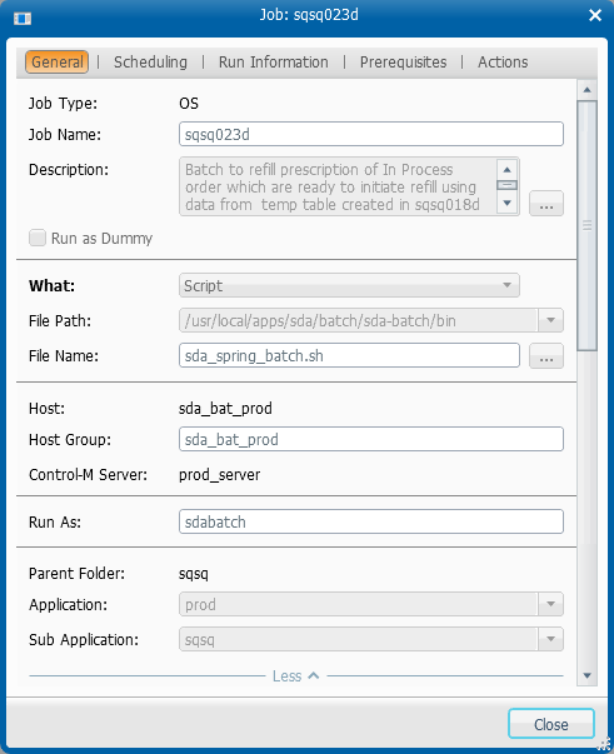 Job: sqsq023d
General | Scheduling | Run Information | Prerequisites | Actions
Job Type: OS
Job Name: sqsq023d
Description: Batch to refill prescription of In Process
order which are ready to initiate refill using
data from temp table created in sqsq018d
...
Run as Dummy
What: Script
File Path: /usr/local/apps/sda/batch/sda-batch/bin
File Name: sda_spring_batch.sh ...
Host: sda_bat_prod
Host Group: sda_bat_prod
Control-M Server: prod_server
Run As: sdabatch
Parent Folder: sqsq
Application: prod
Sub Application: sqsq
Less
Close